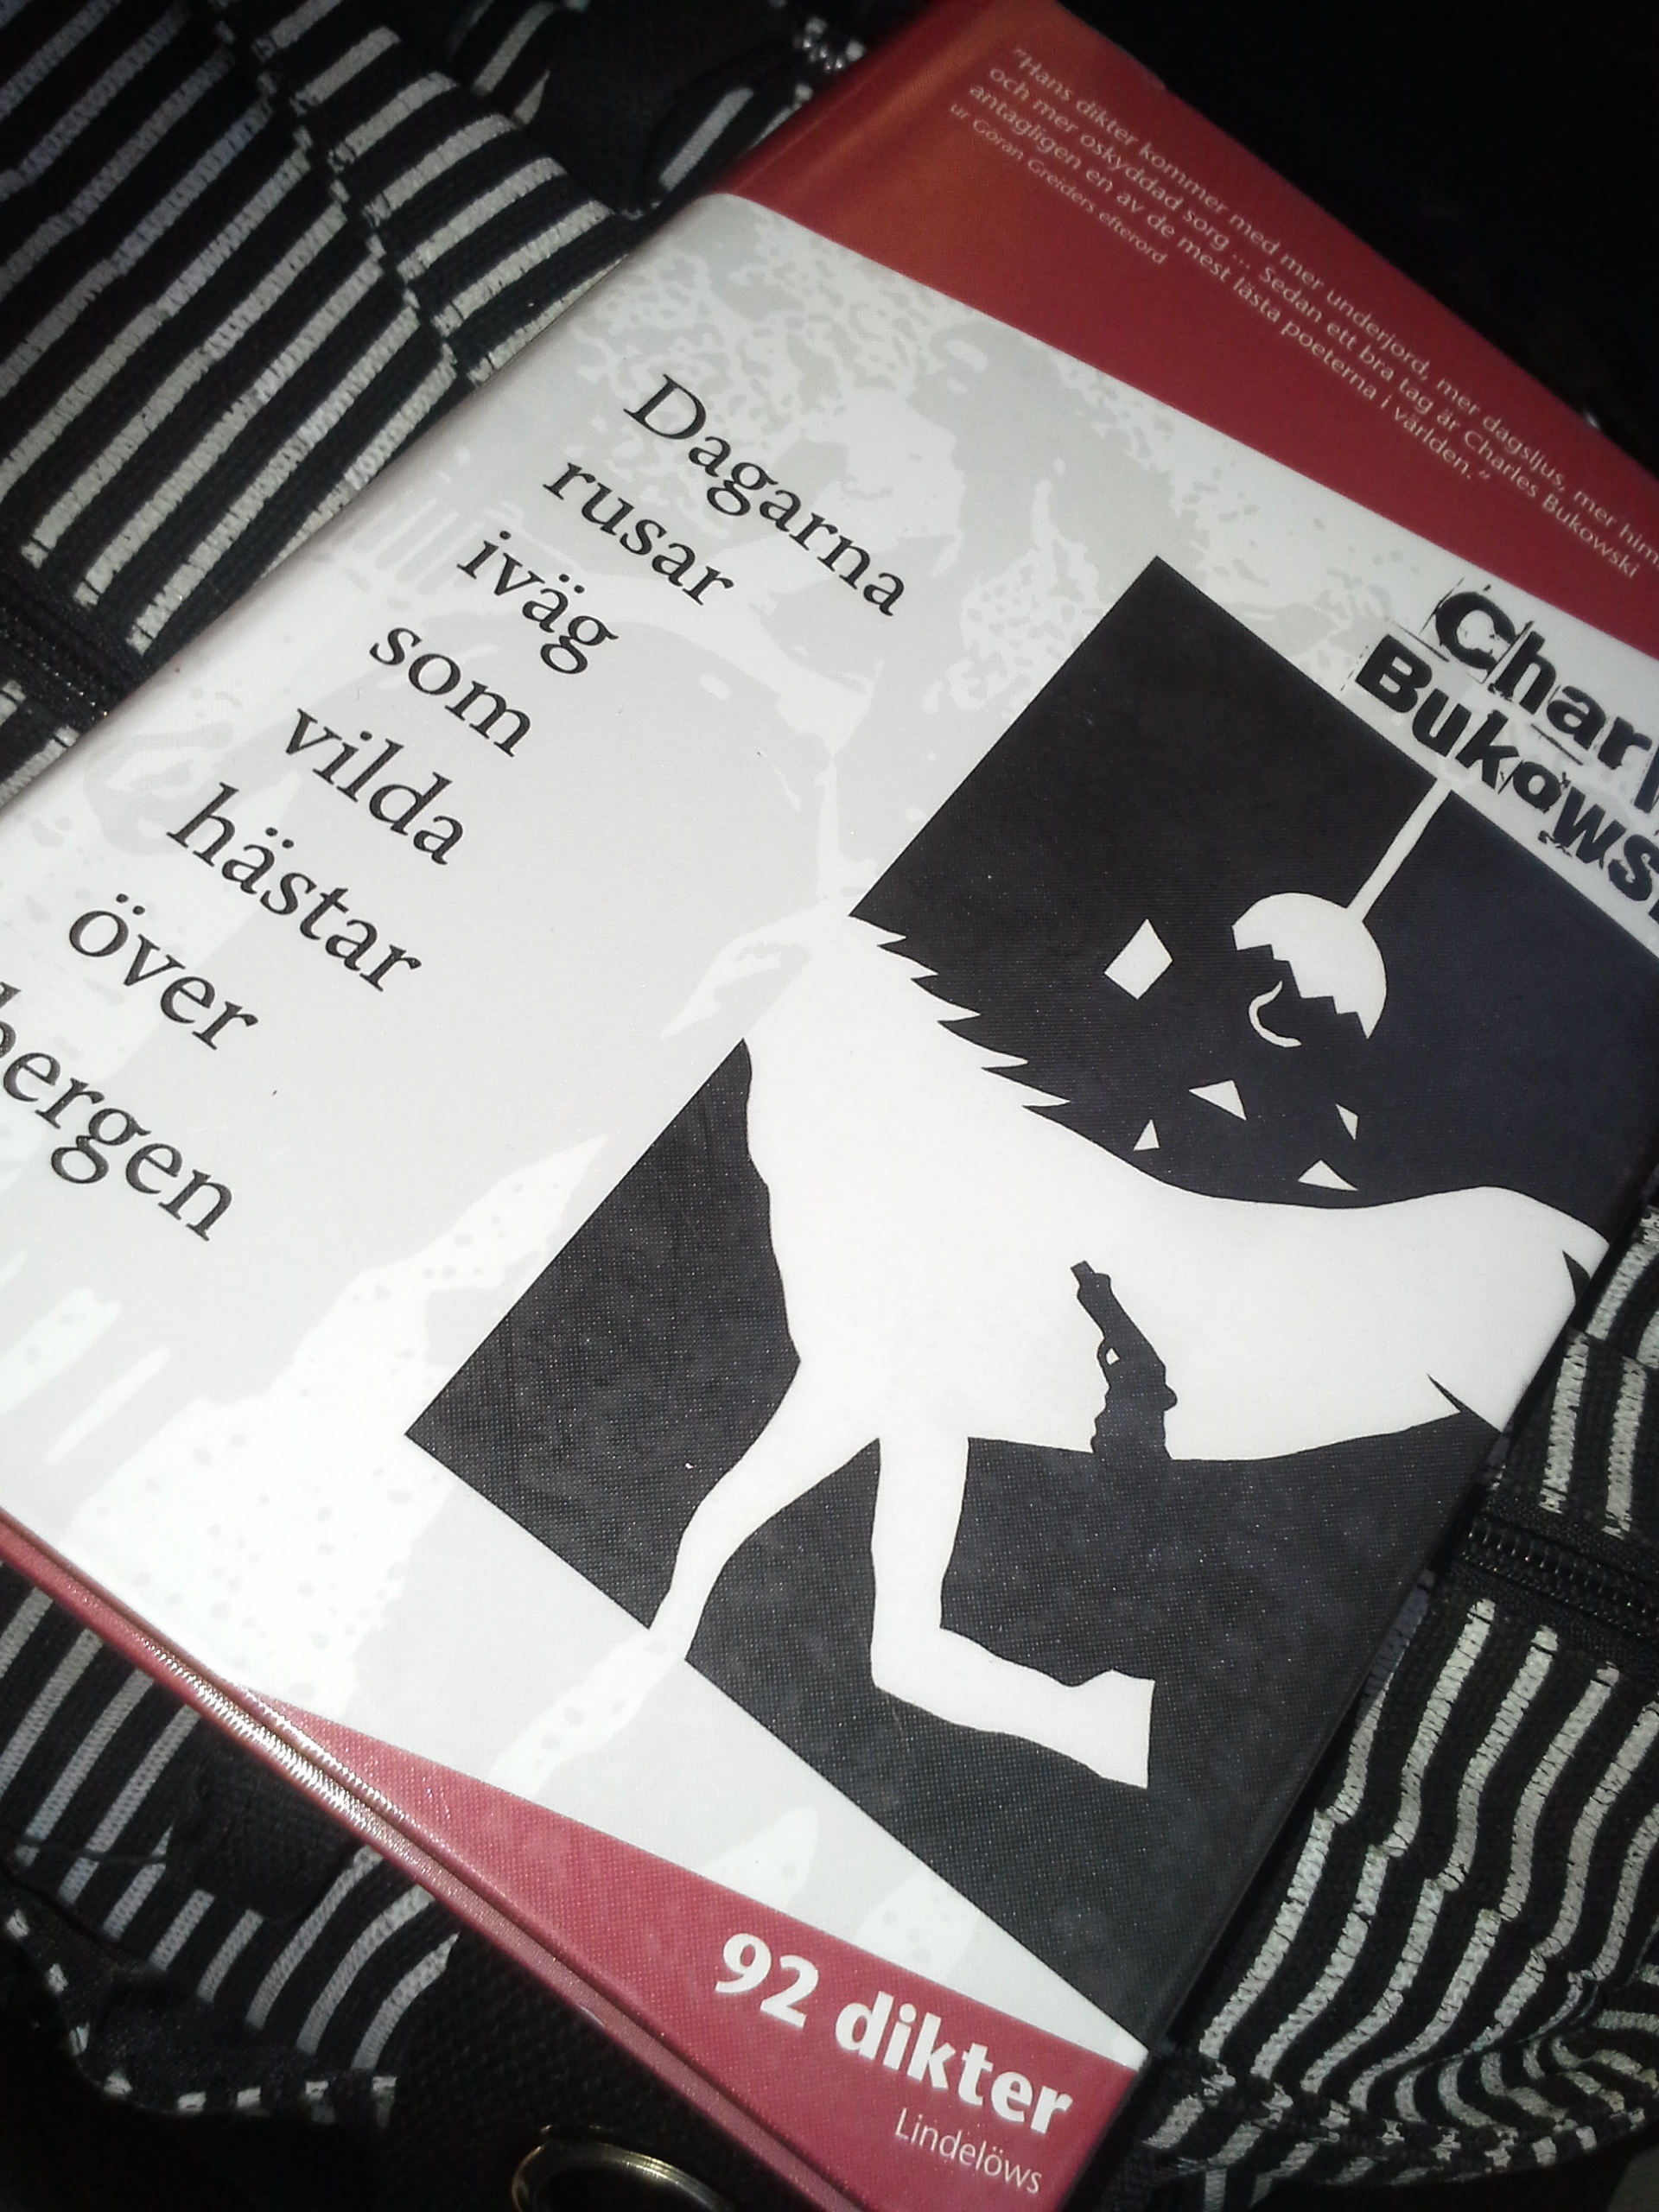 "Hans dikter kommer med mer underjord, mer dagsljus, mer him
och mer oskyddad sorg ... Sedan ett bra tag är Charles Bukowski
antagligen en av de mest lästa poeterna i världen."
ur Göran Greiders efterord
Charl
Bukows
Dagarna
rusar
iväg
som
vilda
hästar
över
bergen
92 dikter
Lindelöws